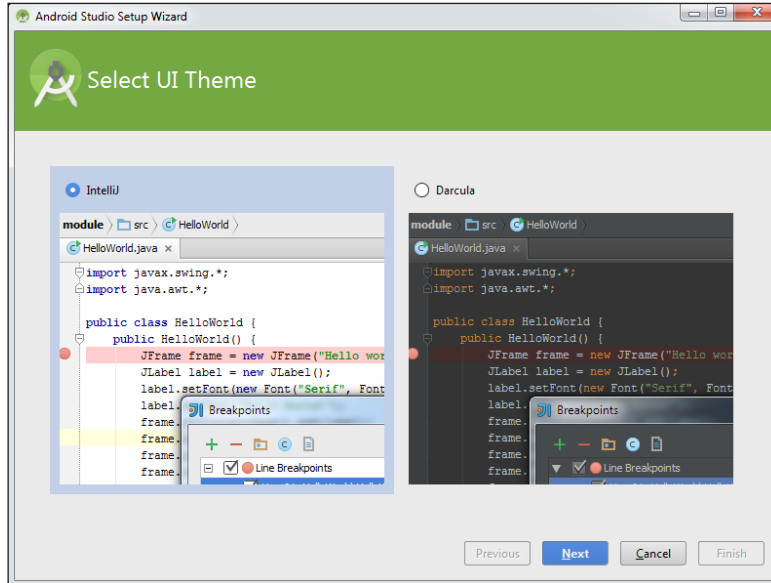 Android Studio Setup Wizard
Select UI Theme
IntelliJ
module src HelloWorld
HelloWorld.java ×
import javax.swing.*;
import java.awt.*;
public class HelloWorld {
public HelloWorld() {
JFrame frame = new JFrame("Hello wor
JLabel label = new JLabel();
label.setFont(new Font("Serif", Font
label.
frame.
frame.
frame.
frame.
Breakpoints
Line Breakpoints
Darcula
module src HelloWorld
HelloWorld.java ×
import javax.swing.*;
import java.awt.*;
public class HelloWorld {
public HelloWorld() {
JFrame frame = new JFrame("Hello wor
JLabel label = new JLabel();
label.setFont(new Font("Serif", Font
label.
frame.
frame.
frame.
frame.
Breakpoints
Line Breakpoints
Previous Next Cancel Finish